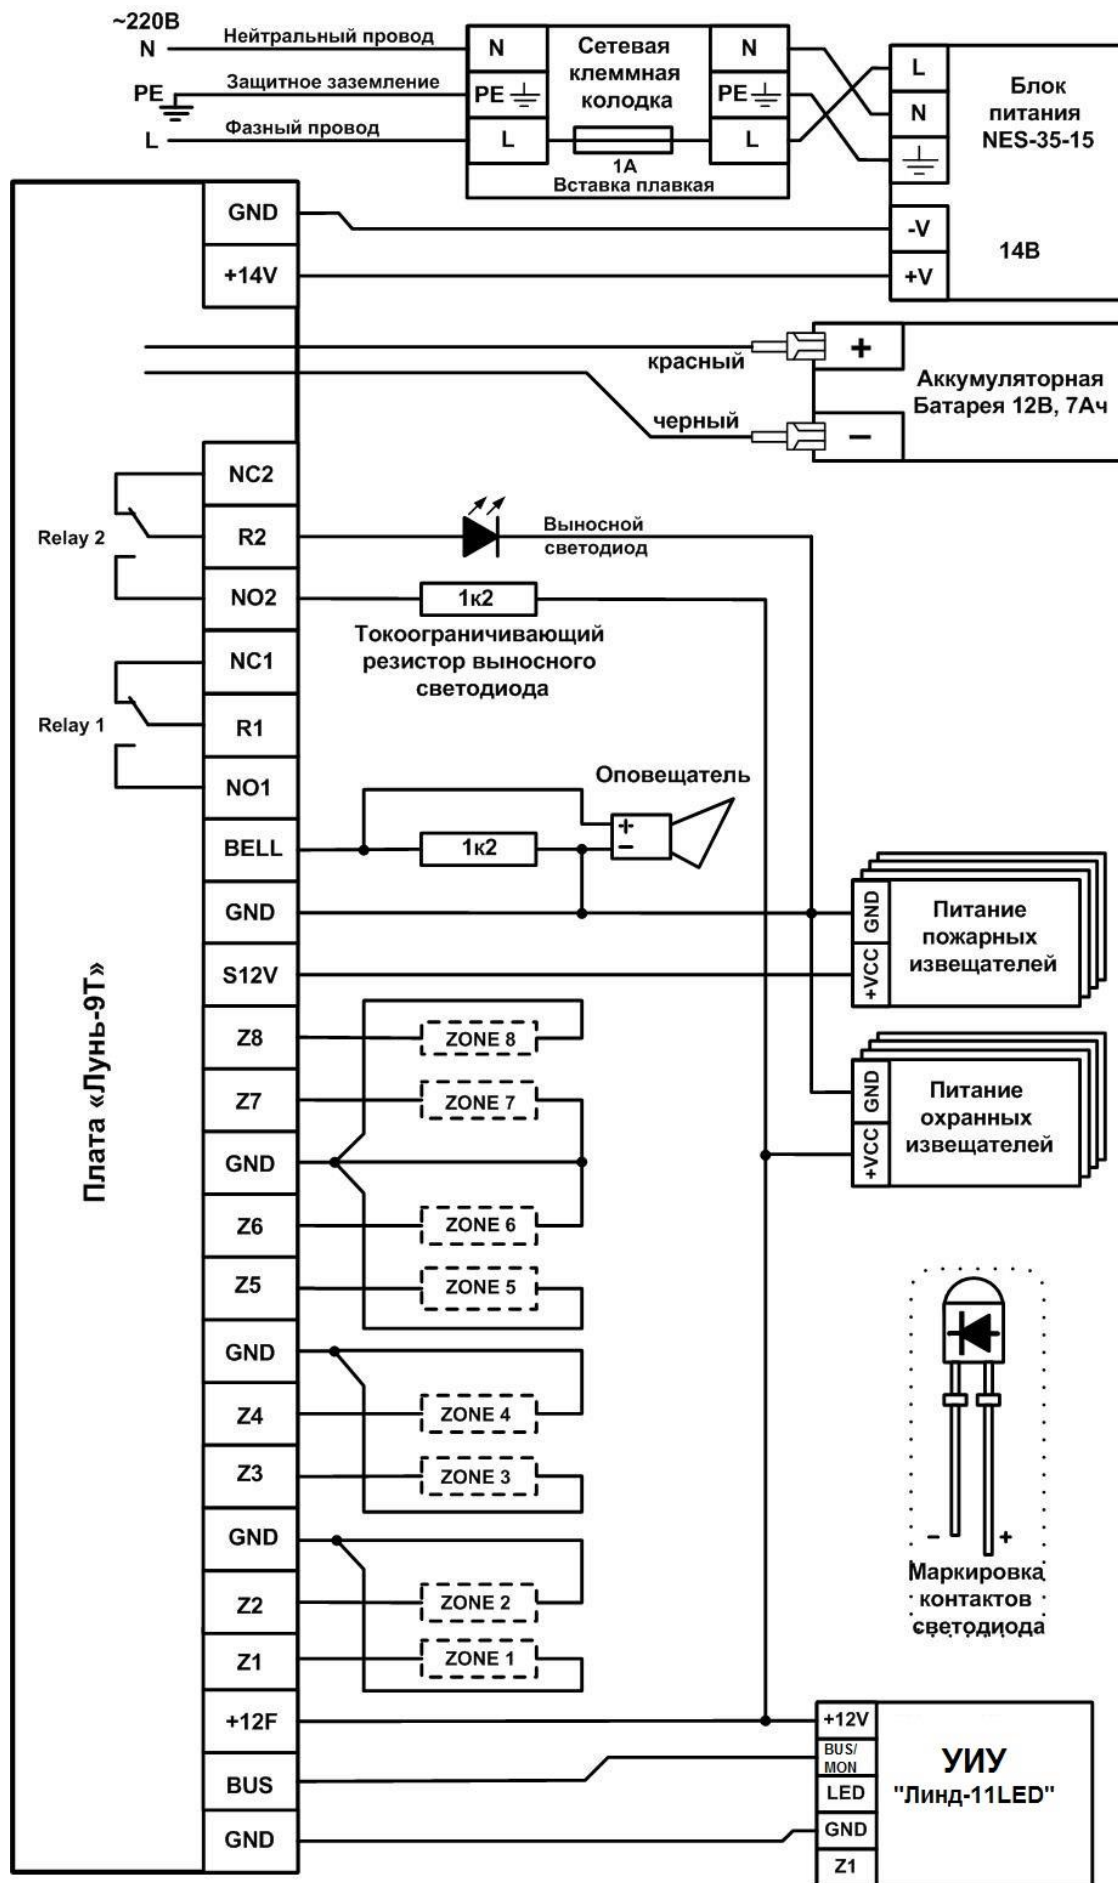 ~220В
N
Нейтральный провод
PE
Защитное заземление
L
Фазный провод
N
PE
L
Сетевая
клеммная
колодка
1А
Вставка плавкая
N
PE
L
L
N
Блок
питания
NES-35-15
-V
+V
14В
GND
+14V
красный
+
черный
–
Аккумуляторная
Батарея 12В, 7Ач
NC2
Relay 2
R2
Выносной
светодиод
NO2
1к2
Токоограничивающий
резистор выносного
светодиода
NC1
Relay 1
R1
NO1
Оповещатель
+
–
BELL
1к2
GND
S12V
GND
+VCC
Питание
пожарных
извещателей
Плата «Лунь-9Т»
Z8
ZONE 8
Z7
ZONE 7
GND
Z6
ZONE 6
Z5
ZONE 5
GND
+VCC
Питание
охранных
извещателей
GND
Z4
ZONE 4
Z3
ZONE 3
GND
Z2
ZONE 2
Z1
ZONE 1
– +
Маркировка
контактов
светодиода
+12F
BUS
GND
+12V
BUS/
MON
LED
GND
Z1
УИУ
"Линд-11LED"